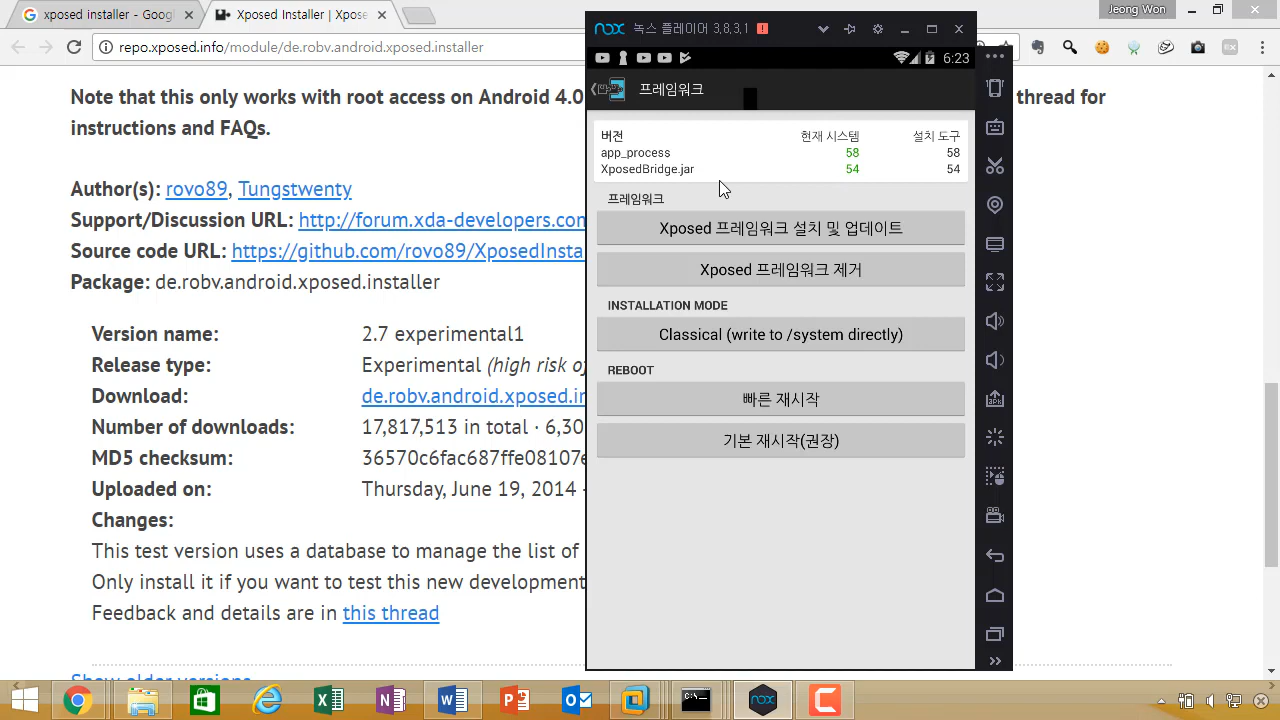 xposed installer - Googl
Xposed Installer | Xpose
Jeong Won
repo.xposed.info/module/de.robv.android.xposed.installer
Note that this only works with root access on Android 4.0
thread for
instructions and FAQs.
Author(s): rovo89, Tungstwenty
Support/Discussion URL: http://forum.xda-developers.con
Source code URL: https://github.com/rovo89/XposedInsta
Package: de.robv.android.xposed.installer
Version name: 2.7 experimental1
Release type: Experimental (high risk of
Download: de.robv.android.xposed.in
Number of downloads: 17,817,513 in total · 6,30
MD5 checksum: 36570c6fac687ffe08107e
Uploaded on: Thursday, June 19, 2014
Changes:
This test version uses a database to manage the list of
Only install it if you want to test this new development
Feedback and details are in this thread
Show older versions
nox 녹스 플레이어 3,8,3,1
6:23
프레임워크
버전 현재 시스템 설치 도구
app_process 58 58
XposedBridge.jar 54 54
프레임워크
Xposed 프레임워크 설치 및 업데이트
Xposed 프레임워크 제거
INSTALLATION MODE
Classical (write to /system directly)
REBOOT
빠른 재시작
기본 재시작(권장)
nox